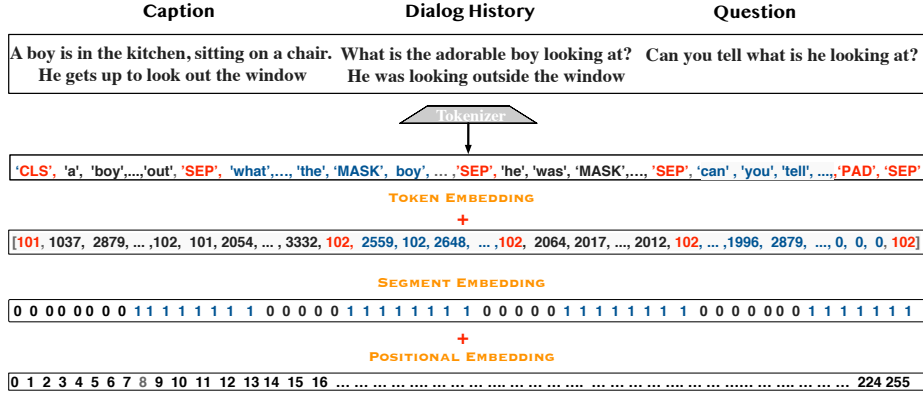 Caption Dialog History Question
A boy is in the kitchen, sitting on a chair. What is the adorable boy looking at? Can you tell what is he looking at?
He gets up to look out the window He was looking outside the window
Tokenizer
‘CLS’, 'a', 'boy',...,'out', 'SEP', 'what',..., 'the', 'MASK', boy', ... ,'SEP', 'he', 'was', 'MASK',..., 'SEP', 'can' , 'you', 'tell', ...,,‘PAD’, ‘SEP’
TOKEN EMBEDDING
+
[101, 1037, 2879, ... ,102, 101, 2054, ... , 3332, 102, 2559, 102, 2648, ... ,102, 2064, 2017, ..., 2012, 102, ... ,1996, 2879, ..., 0, 0, 0, 102]
SEGMENT EMBEDDING
0 0 0 0 0 0 0 0 1 1 1 1 1 1 1 0 0 0 0 0 1 1 1 1 1 1 1 0 0 0 0 0 1 1 1 1 1 1 1 0 0 0 0 0 0 0 1 1 1 1 1 1 1
+
POSITIONAL EMBEDDING
0 1 2 3 4 5 6 7 8 9 10 11 12 13 14 15 16 ... ... ... ... ... ... .... ... ... .... ... ... ... ... ... ... ...... ... ... ... ... ... 224 255